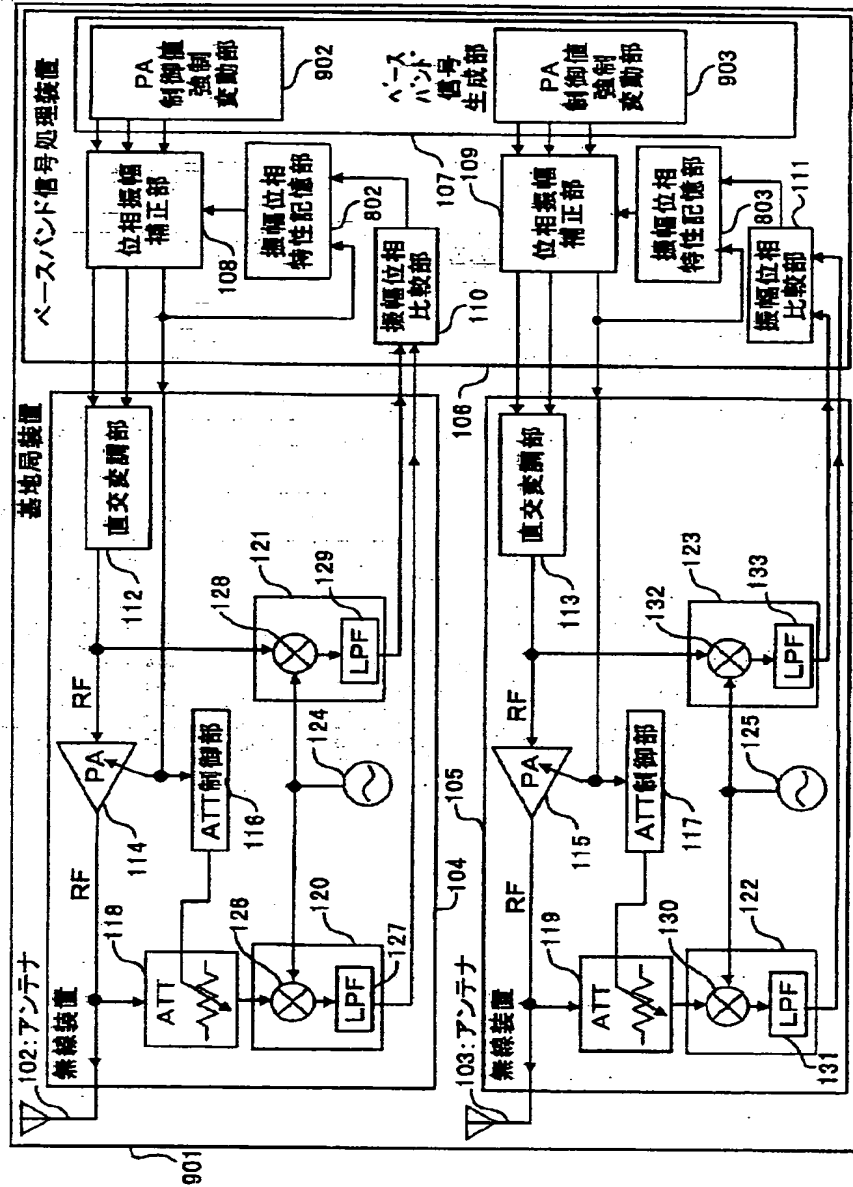 901
基地局装置
102:アンテナ
無線装置
RF
PA
RF
114
112
直交変調部
118
ATT
ATT制御部
116
126
120
LPF
127
124
128
121
LPF
129
104
ベースバンド信号処理装置
位相振幅
補正部
108
振幅位相
特性記憶部
802
振幅位相
比較部
110
107
PA
制御値
強制
変動部
902
ベース
バンド
信号
生成部
106
103:アンテナ
無線装置
105
RF
PA
RF
115
113
直交変調部
119
ATT
ATT制御部
117
130
122
LPF
131
125
132
123
LPF
133
109
位相振幅
補正部
振幅位相
特性記憶部
803
振幅位相
比較部
111
PA
制御値
強制
変動部
903